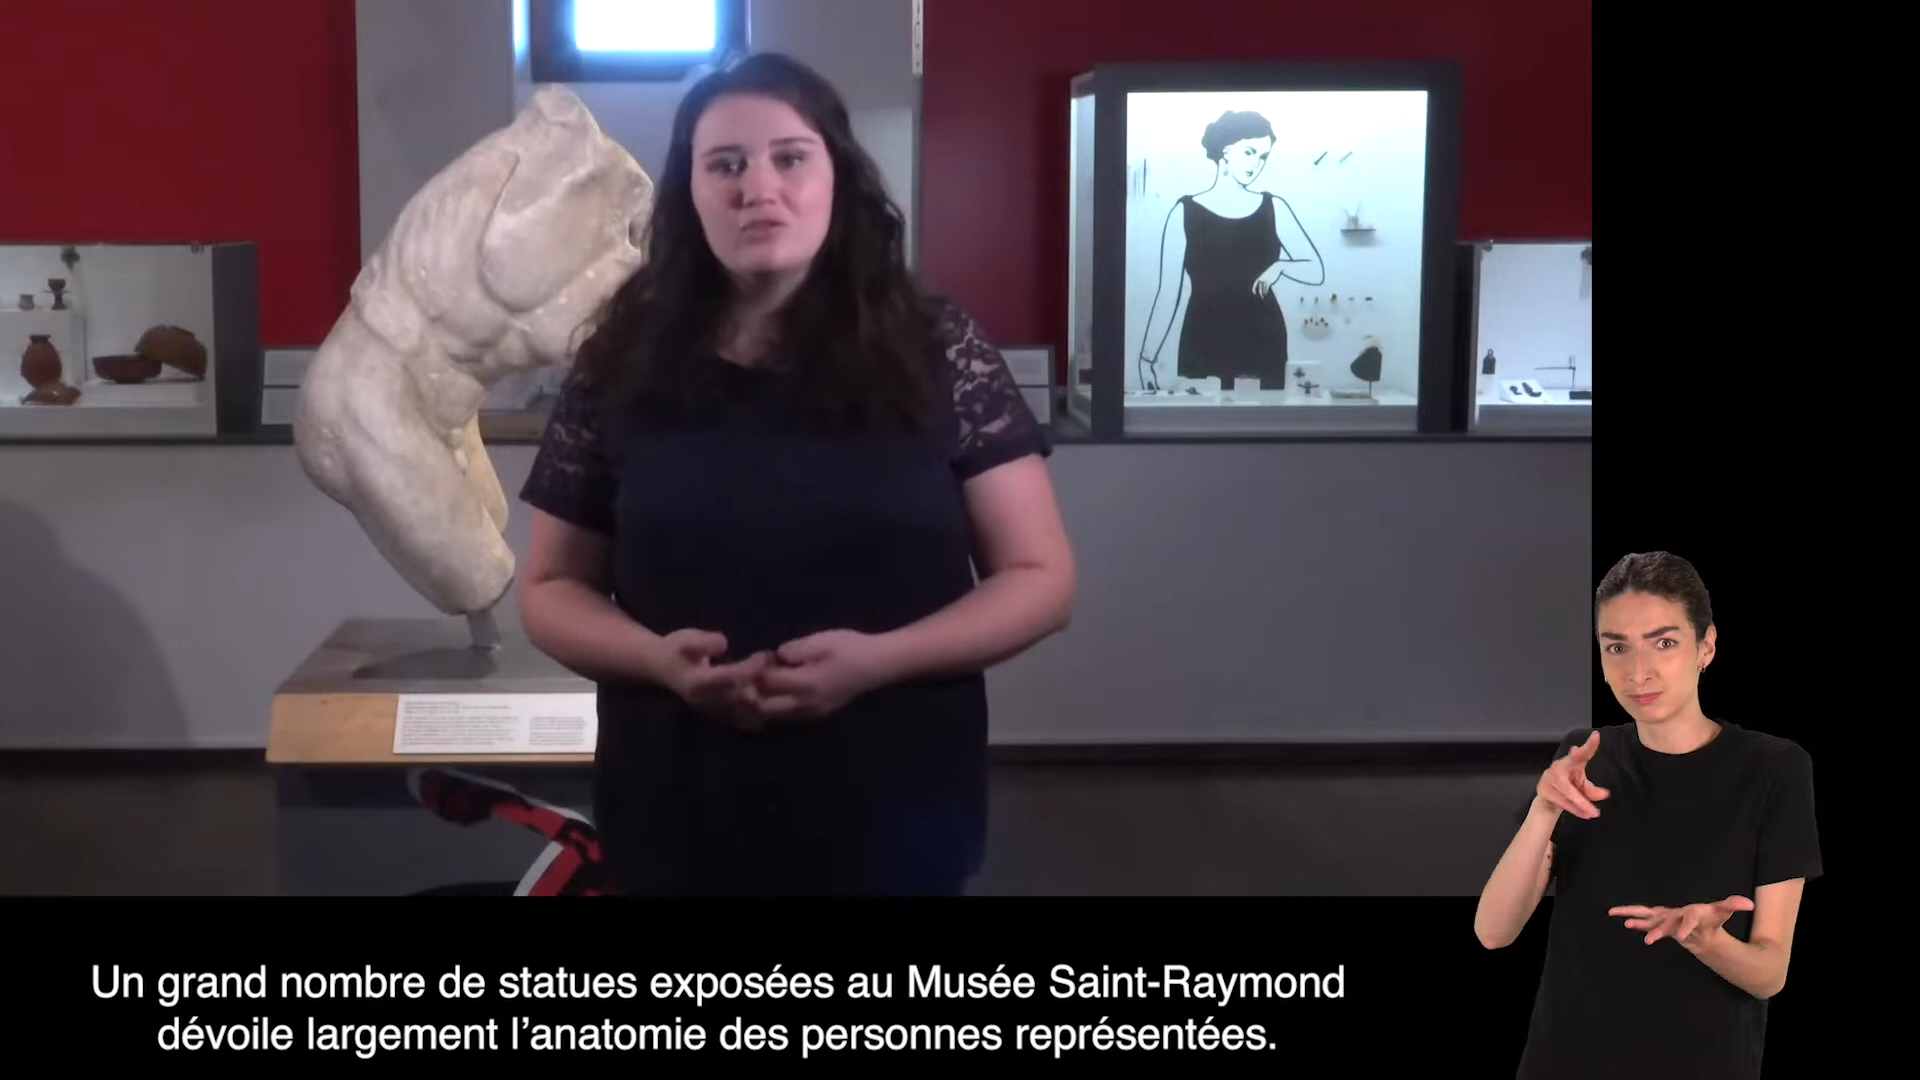 Un grand nombre de statues exposées au Musée Saint-Raymond
dévoile largement l’anatomie des personnes représentées.